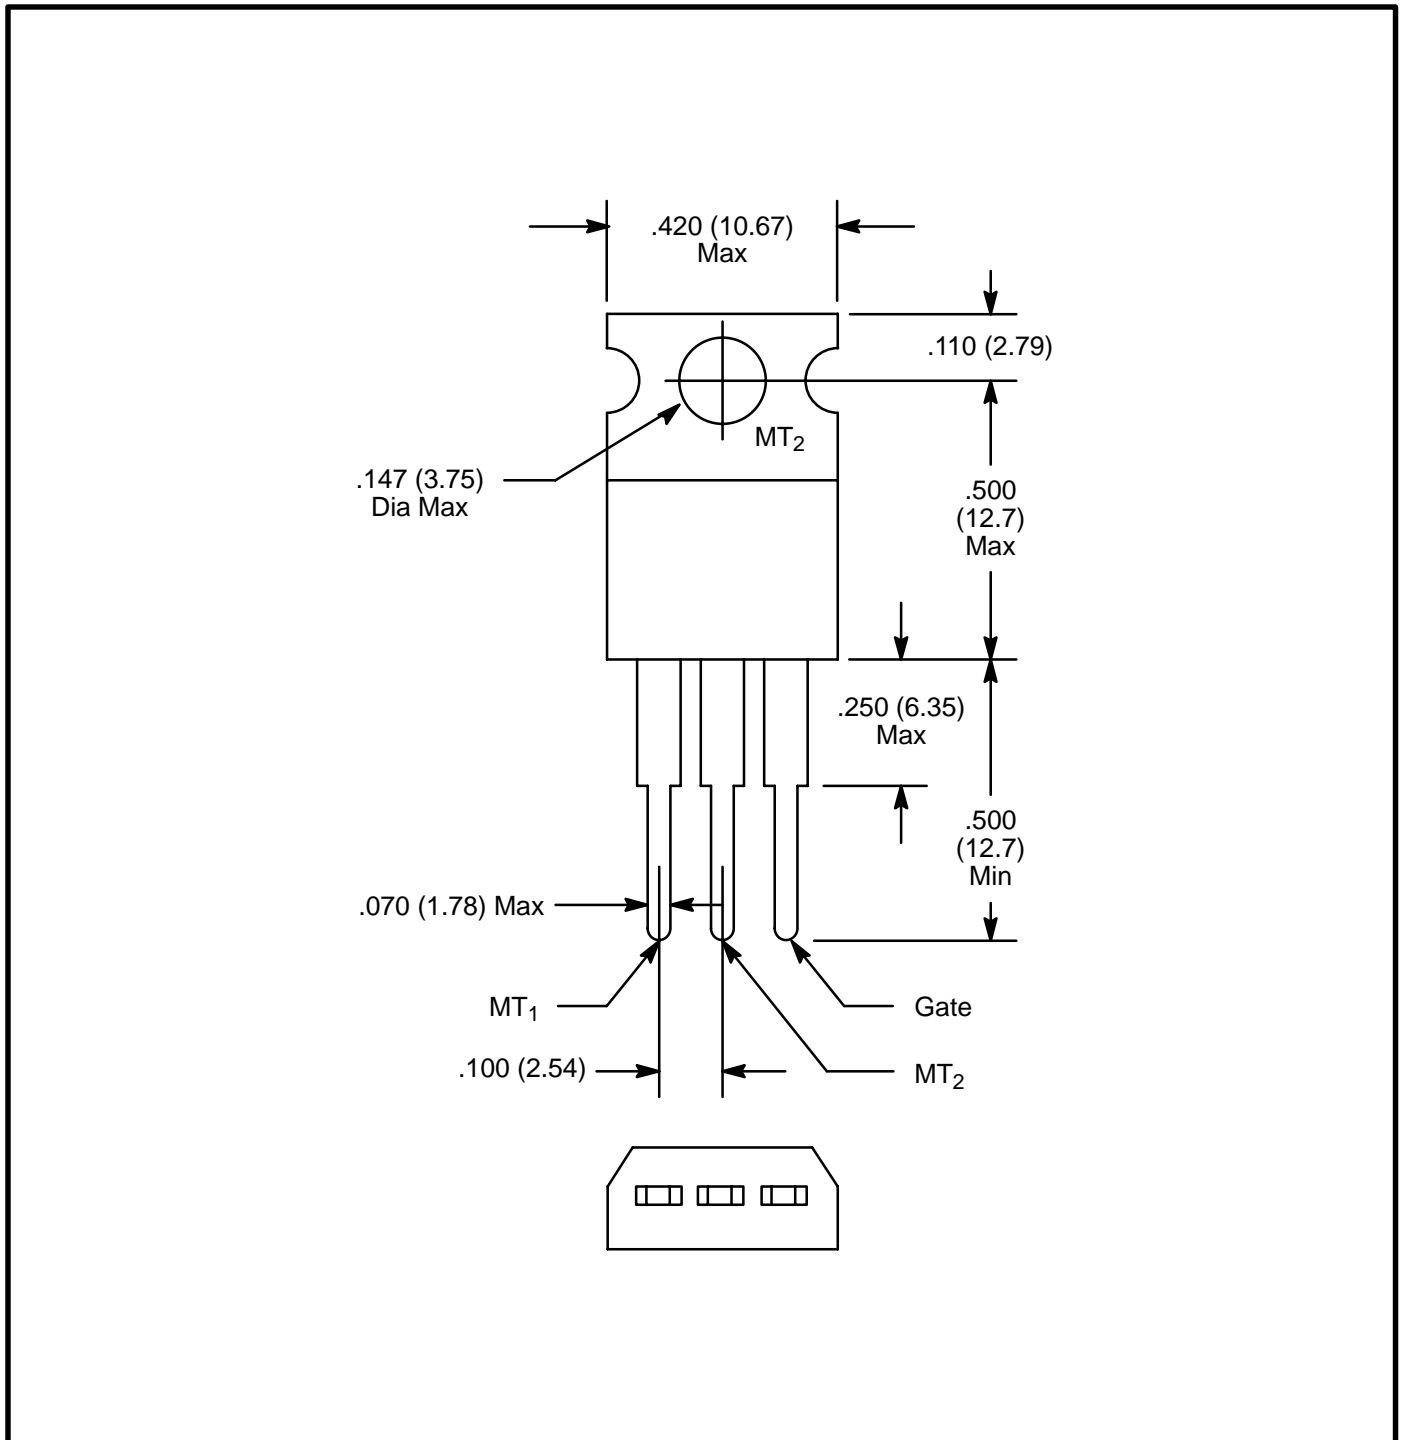 .420 (10.67)
Max
.110 (2.79)
MT2
.147 (3.75)
Dia Max
.500
(12.7)
Max
.250 (6.35)
Max
.500
(12.7)
Min
.070 (1.78) Max
MT1
Gate
.100 (2.54)
MT2